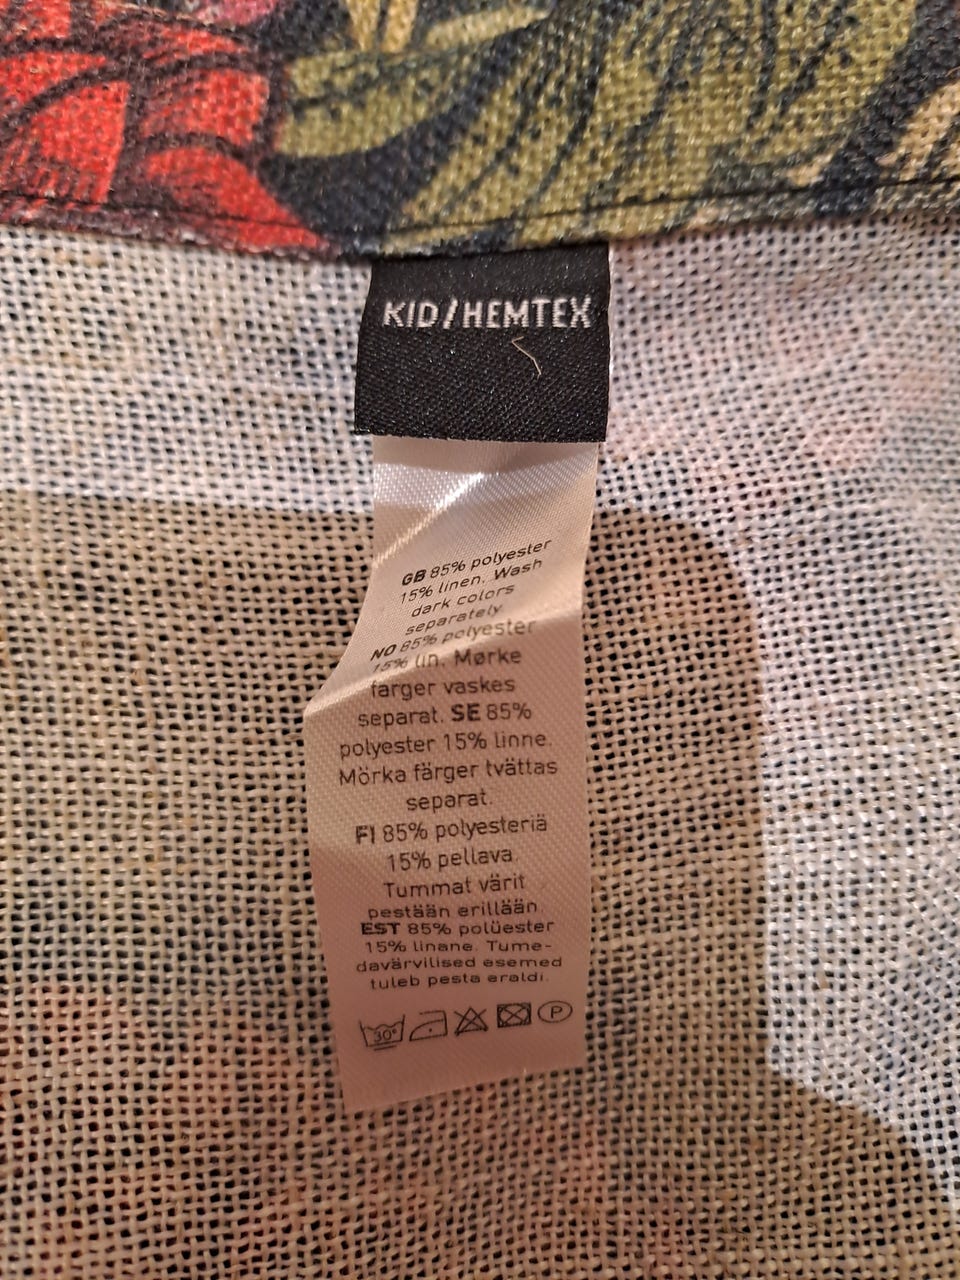 KID/HEMTEX
GB 85% polyester
15% linen. Wash
dark colors
separately
NO 85% polyester
15% lin. Mørke
farger vaskes
separat. SE 85%
polyester 15% linne.
Mörka färger tvättas
separat.
FI 85% polyesteriä
15% pellava.
Tummat värit
pestään erillään.
EST 85% polüester
15% linane. Tume-
davärvilised esemed
tuleb pesta eraldi.
30° P